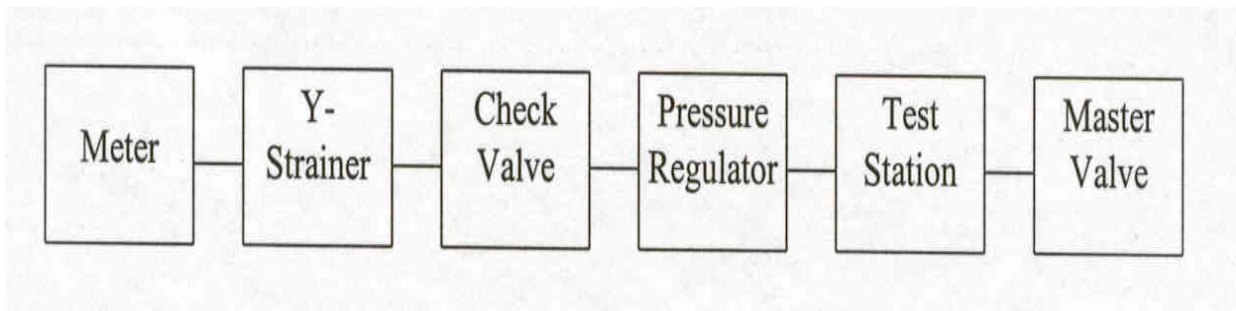 Meter
Y-
Strainer
Check
Valve
Pressure
Regulator
Test
Station
Master
Valve